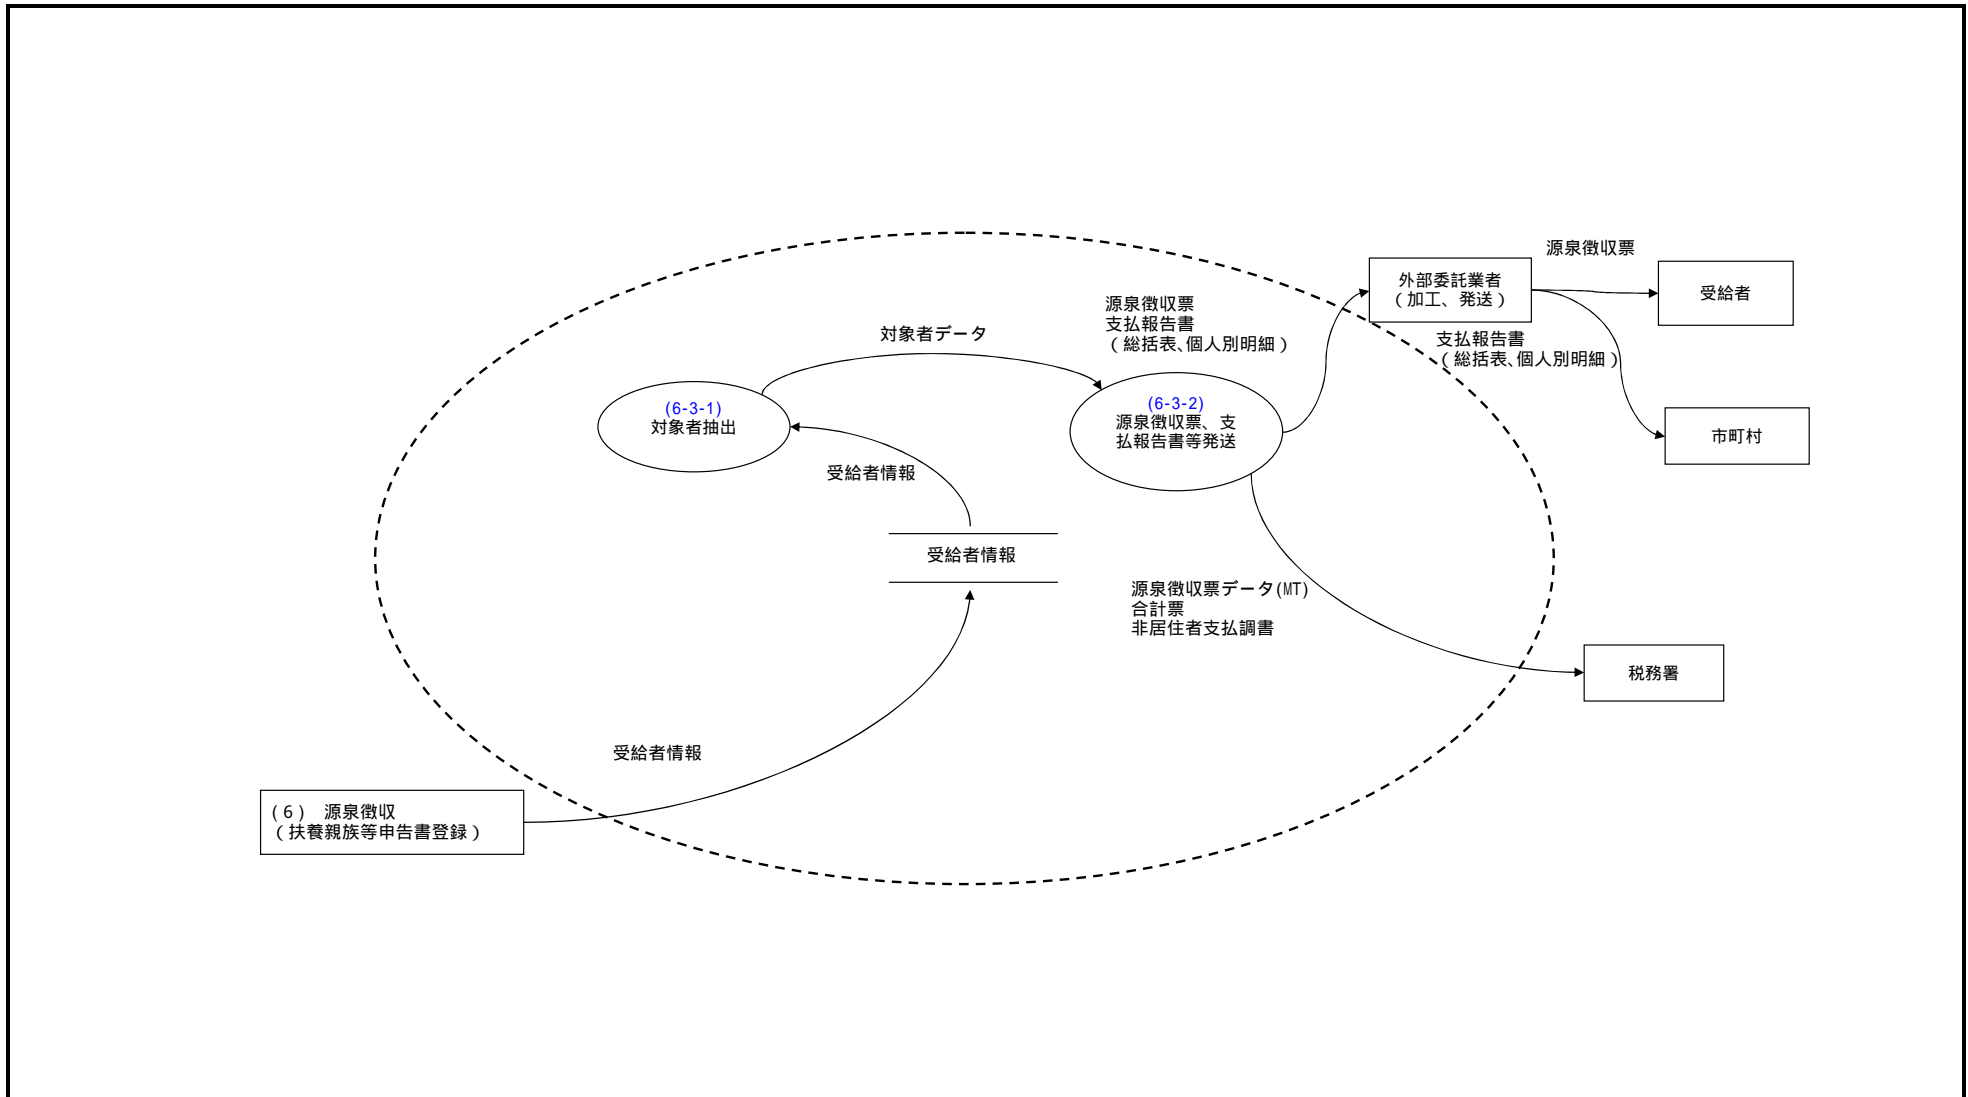 源泉徴収票
外部委託業者
（加工、発送）
受給者
源泉徴収票
支払報告書
（総括表、個人別明細）
対象者データ
支払報告書
（総括表、個人別明細）
(6-3-1)
対象者抽出
(6-3-2)
源泉徴収票、支
払報告書等発送
市町村
受給者情報
受給者情報
源泉徴収票データ(MT)
合計票
非居住者支払調書
税務署
受給者情報
(６)　源泉徴収
（扶養親族等申告書登録）